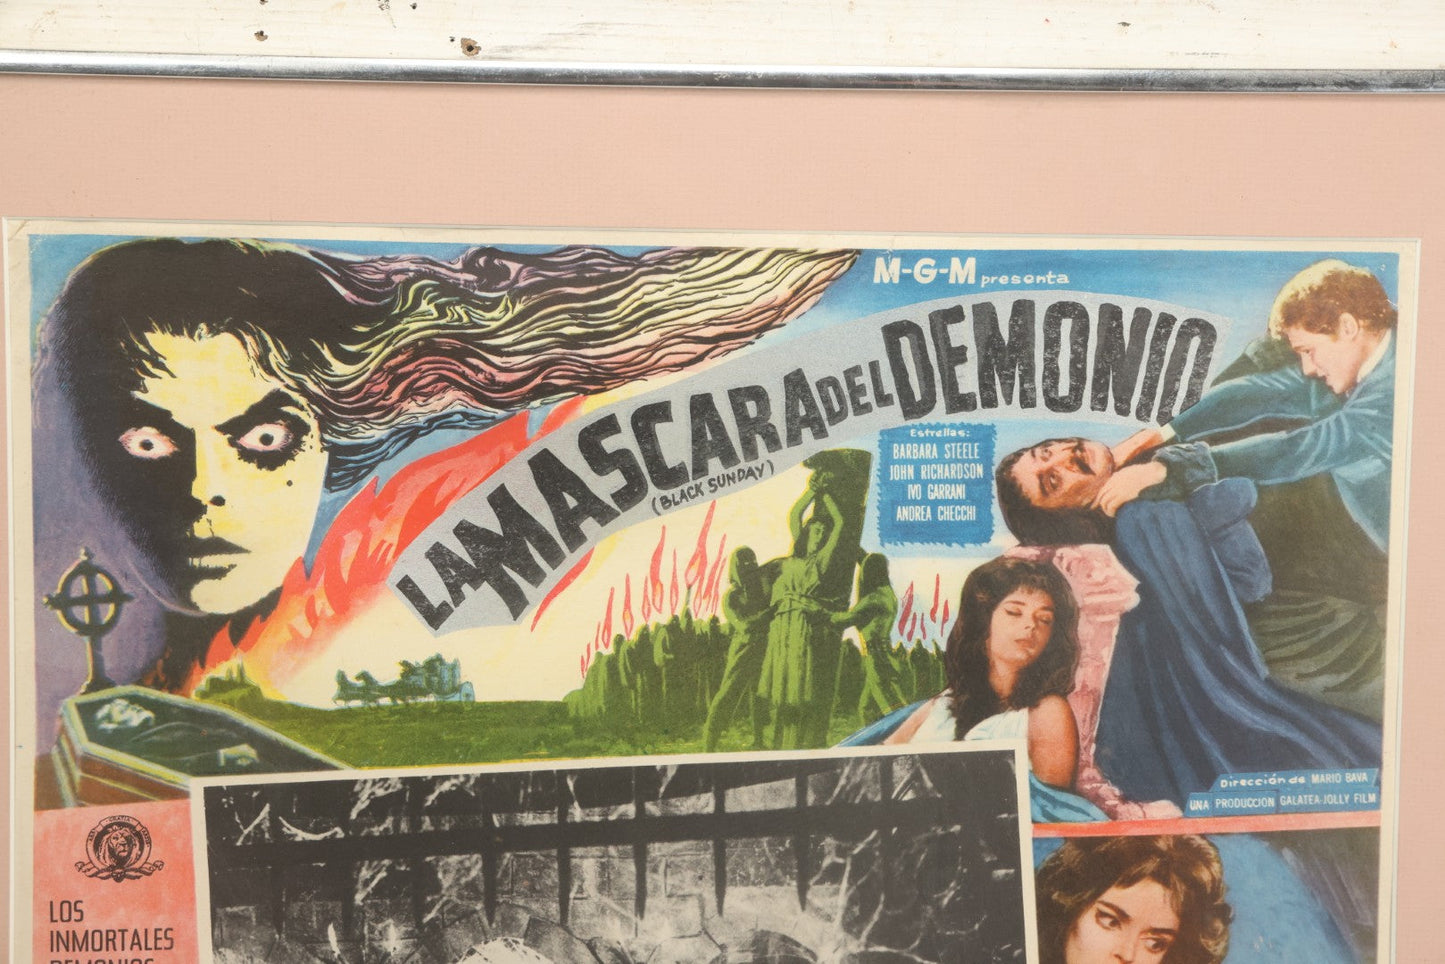 M-G-M presenta
LA MASCARA DEL DEMONIO
(BLACK SUNDAY)
Estrellas:
BARBARA STEELE
JOHN RICHARDSON
IVO GARRANI
ANDREA CHECCHI
Dirección de MARIO BAVA
UNA PRODUCCION GALATEA-JOLLY FILM
LOS
INMORTALES
DEMONIOS